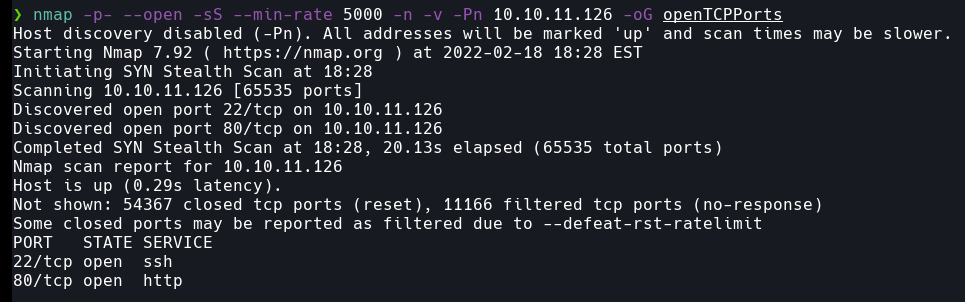 ❯ nmap -p- --open -sS --min-rate 5000 -n -v -Pn 10.10.11.126 -oG openTCPPorts
Host discovery disabled (-Pn). All addresses will be marked 'up' and scan times may be slower.
Starting Nmap 7.92 ( https://nmap.org ) at 2022-02-18 18:28 EST
Initiating SYN Stealth Scan at 18:28
Scanning 10.10.11.126 [65535 ports]
Discovered open port 22/tcp on 10.10.11.126
Discovered open port 80/tcp on 10.10.11.126
Completed SYN Stealth Scan at 18:28, 20.13s elapsed (65535 total ports)
Nmap scan report for 10.10.11.126
Host is up (0.29s latency).
Not shown: 54367 closed tcp ports (reset), 11166 filtered tcp ports (no-response)
Some closed ports may be reported as filtered due to --defeat-rst-ratelimit
PORT   STATE SERVICE
22/tcp open  ssh
80/tcp open  http